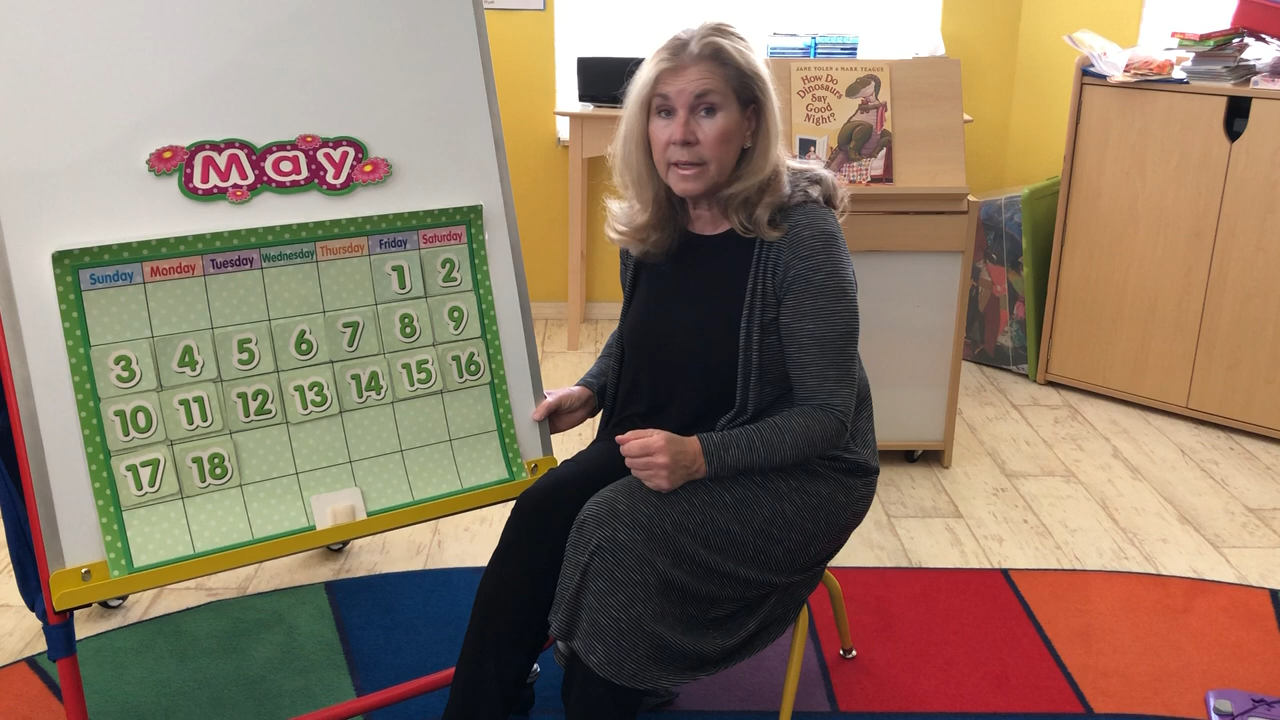 May
Sunday Monday Tuesday Wednesday Thursday Friday Saturday
1 2
3 4 5 6 7 8 9
10 11 12 13 14 15 16
17 18
JANE YOLEN & MARK TEAGUE
How Do
Dinosaurs
Say
Good
Night?